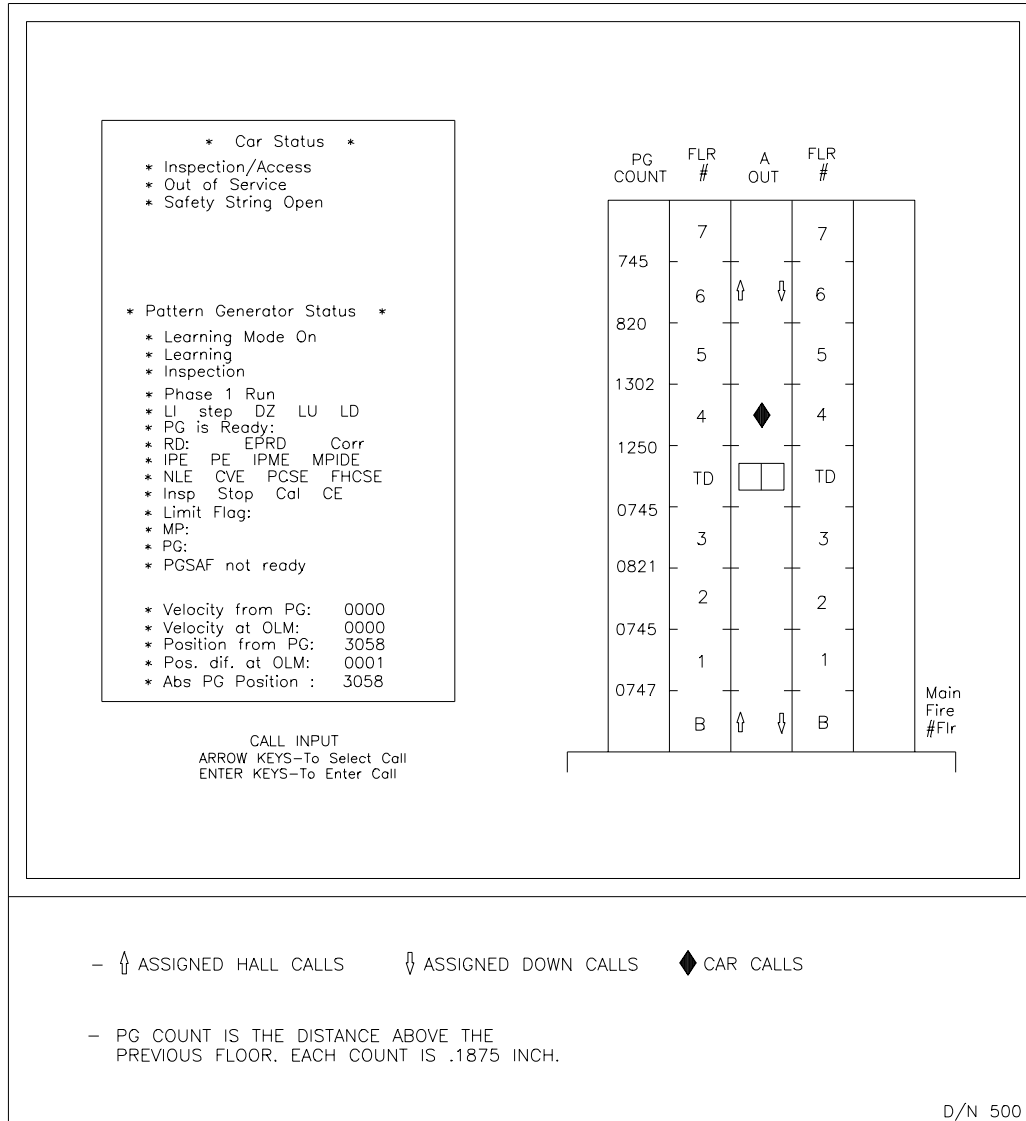 * Car Status *
* Inspection/Access
* Out of Service
* Safety String Open
* Pattern Generator Status *
* Learning Mode On
* Learning
* Inspection
* Phase 1 Run
* LI step DZ LU LD
* PG is Ready:
* RD: EPRD Corr
* IPE PE IPME MPIDE
* NLE CVE PCSE FHCSE
* Insp Stop Cal CE
* Limit Flag:
* MP:
* PG:
* PGSAF not ready
* Velocity from PG: 0000
* Velocity at OLM: 0000
* Position from PG: 3058
* Pos. dif. at OLM: 0001
* Abs PG Position : 3058
CALL INPUT
ARROW KEYS-To Select Call
ENTER KEYS-To Enter Call
PG COUNT FLR # A OUT FLR #
7 7
745
6 6
820
5 5
1302
4 4
1250
TD TD
0745
3 3
0821
2 2
0745
1 1
0747
B B
Main
Fire
#Flr
- ASSIGNED HALL CALLS ASSIGNED DOWN CALLS CAR CALLS
- PG COUNT IS THE DISTANCE ABOVE THE
PREVIOUS FLOOR. EACH COUNT IS .1875 INCH.
D/N 500